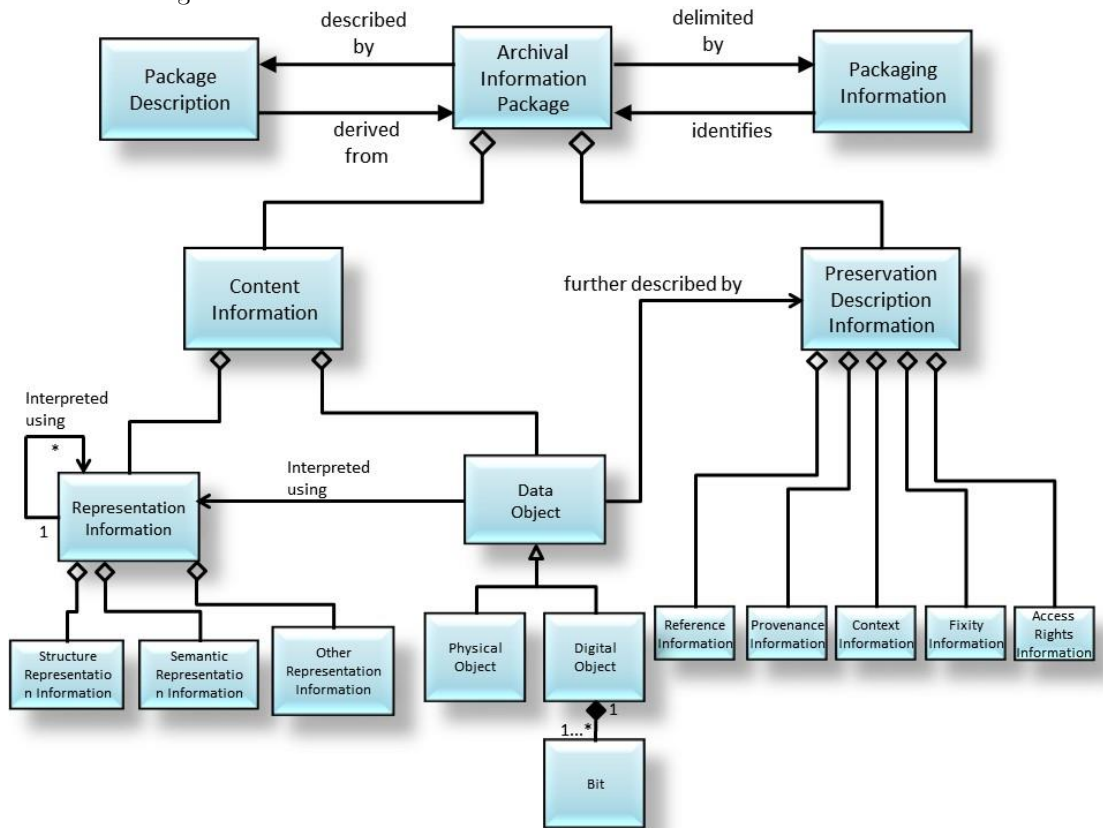 described
by
delimited
by
Package
Description
Archival
Information
Package
Packaging
Information
derived
from
identifies
Content
Information
further described by
Preservation
Description
Information
Interpreted
using
*
Interpreted
using
Representation
Information
1
Data
Object
Structure
Representatio
n Information
Semantic
Representatio
n Information
Other
Representation
Information
Physical
Object
Digital
Object
Reference
Information
Provenance
Information
Context
Information
Fixity
Information
Access
Rights
Information
1
1...*
Bit